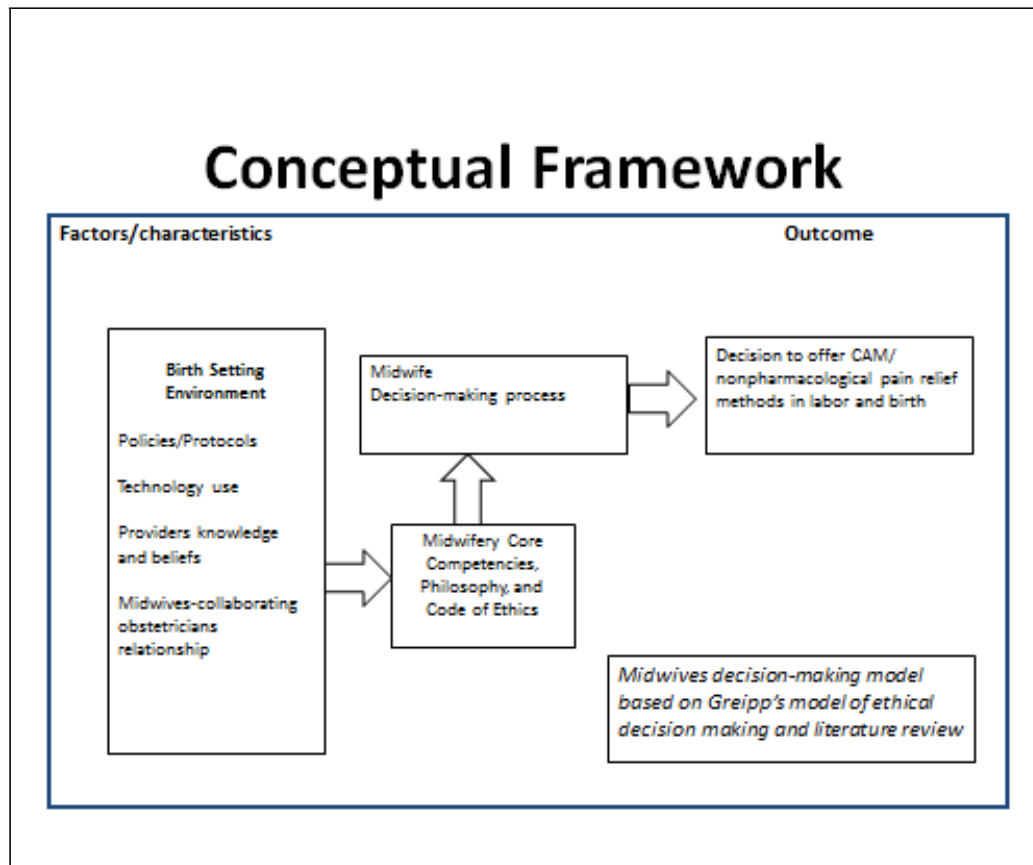 Conceptual Framework
Factors/characteristics
Outcome
Birth Setting
Environment
Policies/Protocols
Technology use
Providers knowledge
and beliefs
Midwives-collaborating
obstetricians
relationship
Midwife
Decision-making process
Decision to offer CAM/
nonpharmacological pain relief
methods in labor and birth
Midwifery Core
Competencies,
Philosophy, and
Code of Ethics
Midwives decision-making model
based on Greipp's model of ethical
decision making and literature review